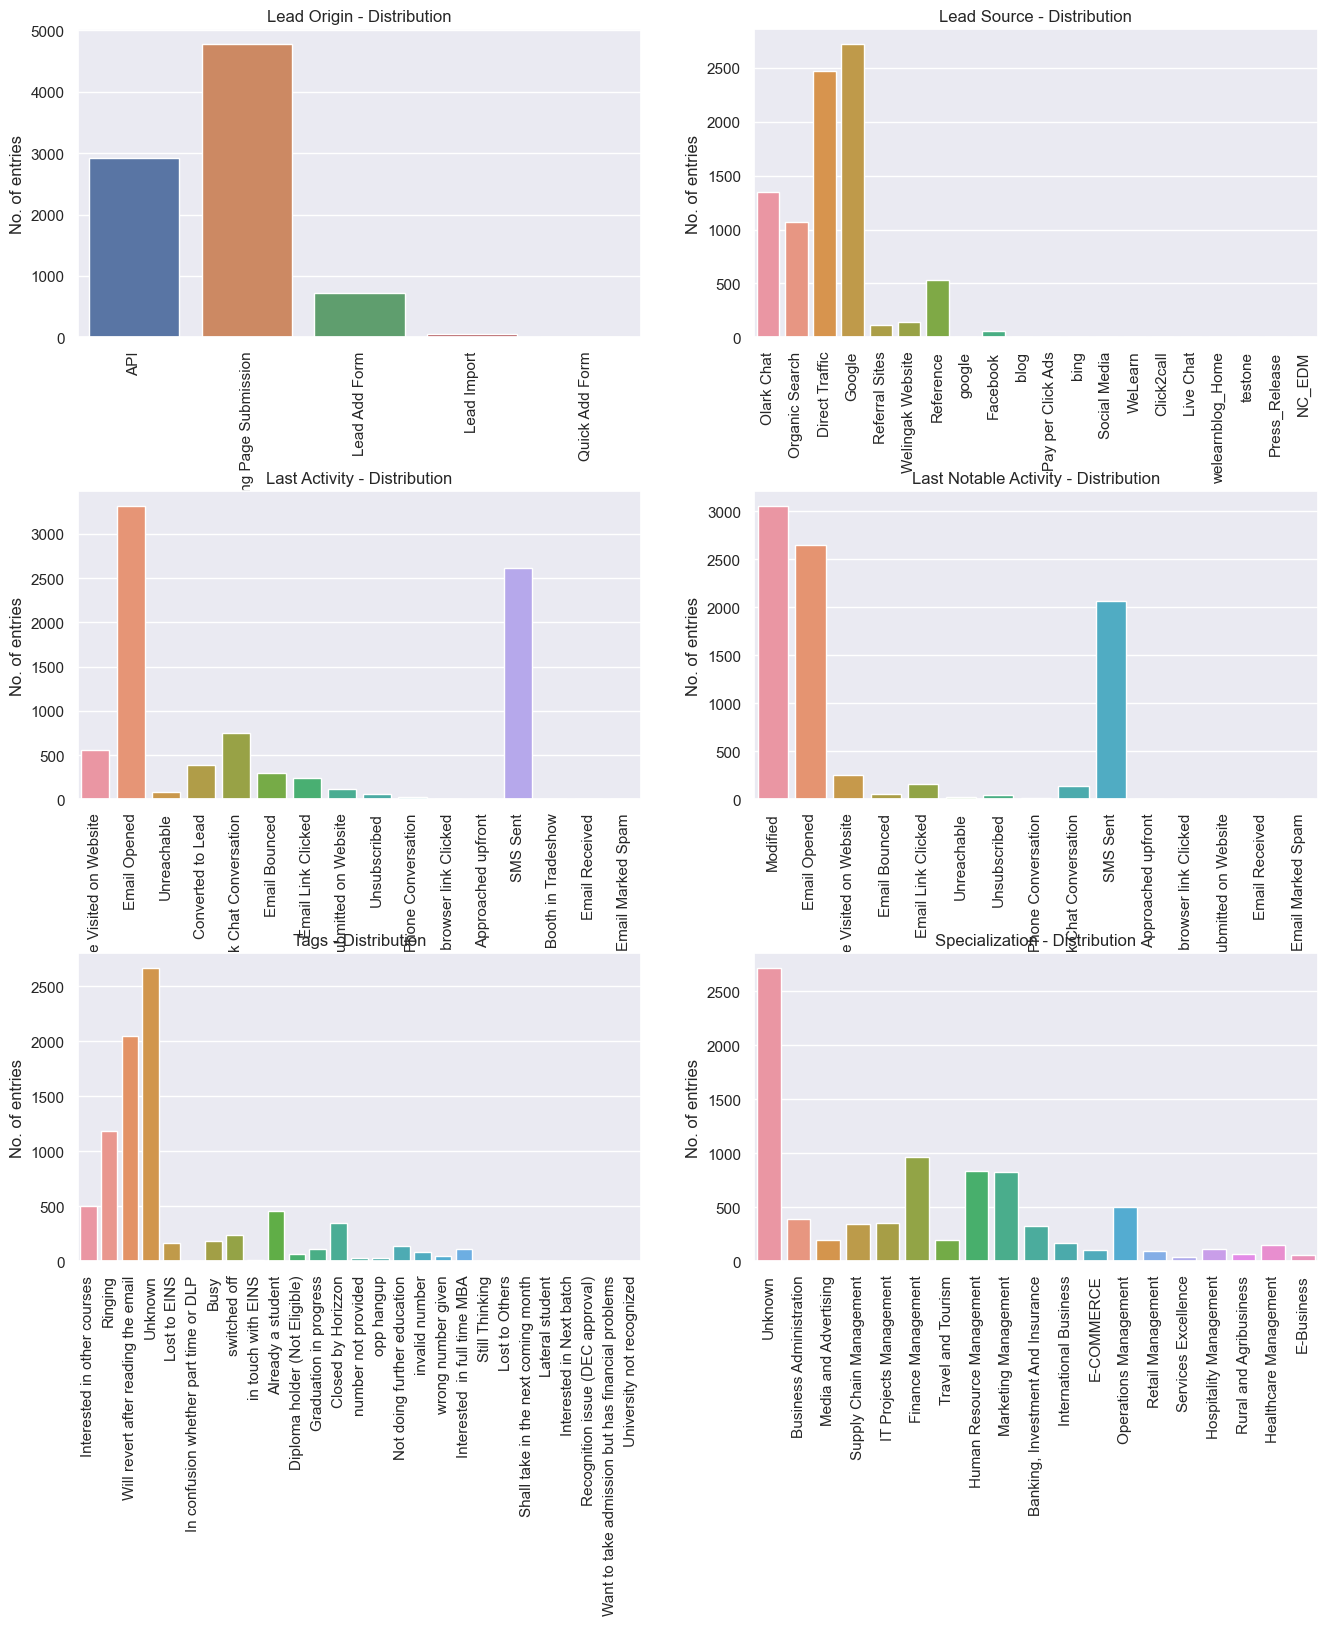 Lead Origin - Distribution
No. of entries
5000
4000
3000
2000
1000
0
API
ng Page Submission
Lead Add Form
Lead Import
Quick Add Form
Lead Source - Distribution
No. of entries
2500
2000
1500
1000
500
0
Olark Chat
Organic Search
Direct Traffic
Google
Referral Sites
Welingak Website
Reference
google
Facebook
blog
Pay per Click Ads
bing
Social Media
WeLearn
Click2call
Live Chat
welearnblog_Home
testone
Press_Release
NC_EDM
Last Activity - Distribution
No. of entries
3000
2500
2000
1500
1000
500
0
e Visited on Website
Email Opened
Unreachable
Converted to Lead
k Chat Conversation
Email Bounced
Email Link Clicked
ubmitted on Website
Unsubscribed
Phone Conversation
browser link Clicked
Approached upfront
SMS Sent
Booth in Tradeshow
Email Received
Email Marked Spam
Last Notable Activity - Distribution
No. of entries
3000
2500
2000
1500
1000
500
0
Modified
Email Opened
e Visited on Website
Email Bounced
Email Link Clicked
Unreachable
Unsubscribed
Phone Conversation
k Chat Conversation
SMS Sent
Approached upfront
browser link Clicked
ubmitted on Website
Email Received
Email Marked Spam
Tags - Distribution
No. of entries
2500
2000
1500
1000
500
0
Interested in other courses
Ringing
Will revert after reading the email
Unknown
Lost to EINS
In confusion whether part time or DLP
Busy
switched off
in touch with EINS
Already a student
Diploma holder (Not Eligible)
Graduation in progress
Closed by Horizzon
number not provided
opp hangup
Not doing further education
invalid number
wrong number given
Interested  in full time MBA
Still Thinking
Lost to Others
Shall take in the next coming month
Lateral student
Interested in Next batch
Recognition issue (DEC approval)
Want to take admission but has financial problems
University not recognized
Specialization - Distribution
No. of entries
2500
2000
1500
1000
500
0
Unknown
Business Administration
Media and Advertising
Supply Chain Management
IT Projects Management
Finance Management
Travel and Tourism
Human Resource Management
Marketing Management
Banking, Investment And Insurance
International Business
E-COMMERCE
Operations Management
Retail Management
Services Excellence
Hospitality Management
Rural and Agribusiness
Healthcare Management
E-Business